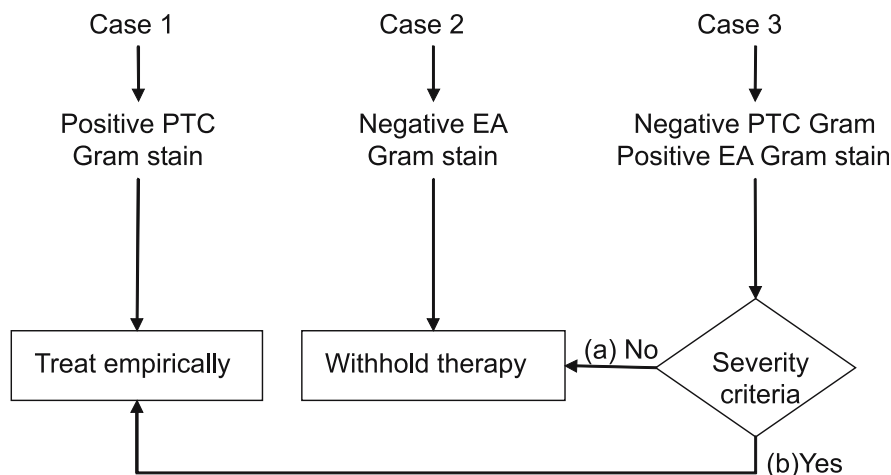 Case 1
Case 2
Case 3
Positive PTC
Gram stain
Negative EA
Gram stain
Negative PTC Gram
Positive EA Gram stain
Treat empirically
Withhold therapy
(a) No
Severity
criteria
(b)Yes